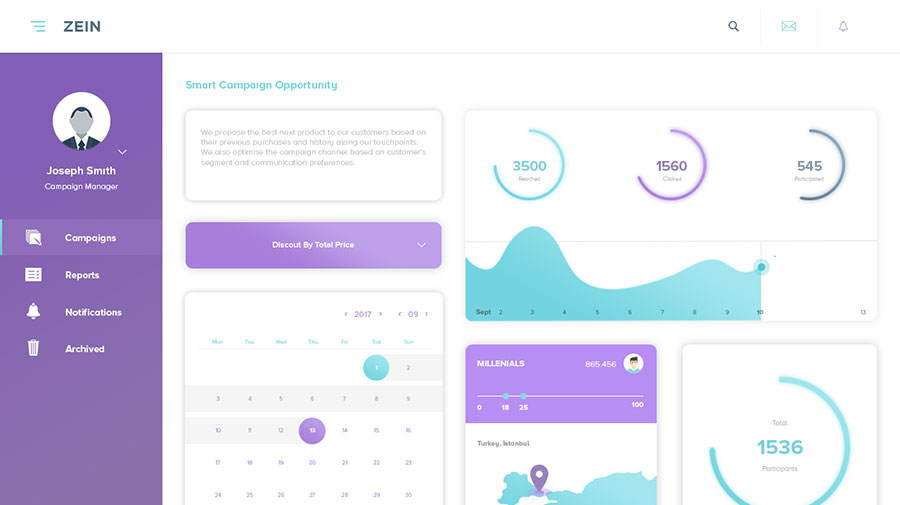 ZEIN
Joseph Smith
Campaign Manager
Campaigns
Reports
Notifications
Archived
Smart Campaign Opportunity
We propose the best next product to our customers based on
their previous purchases and history along our touchpoints.
We also optimise the campaign channel based on customer's
segment and communication preferences.
Discout By Total Price
‹ 2017 › ‹ 09 ›
Mon Tue Wed Thu Fri Sat Sun
1 2
3 4 5 6 7 8 9
10 11 12 13 14 15 16
17 18 19 20 21 22 23
24 25 26 27 28 29 30
3500
Reached
1560
Clicked
545
Participated
Sept 2 3 4 5 6 7 8 9 10 13
MILLENIALS 865.456
0 18 25 100
Turkey, Istanbul
Total
1536
Participants